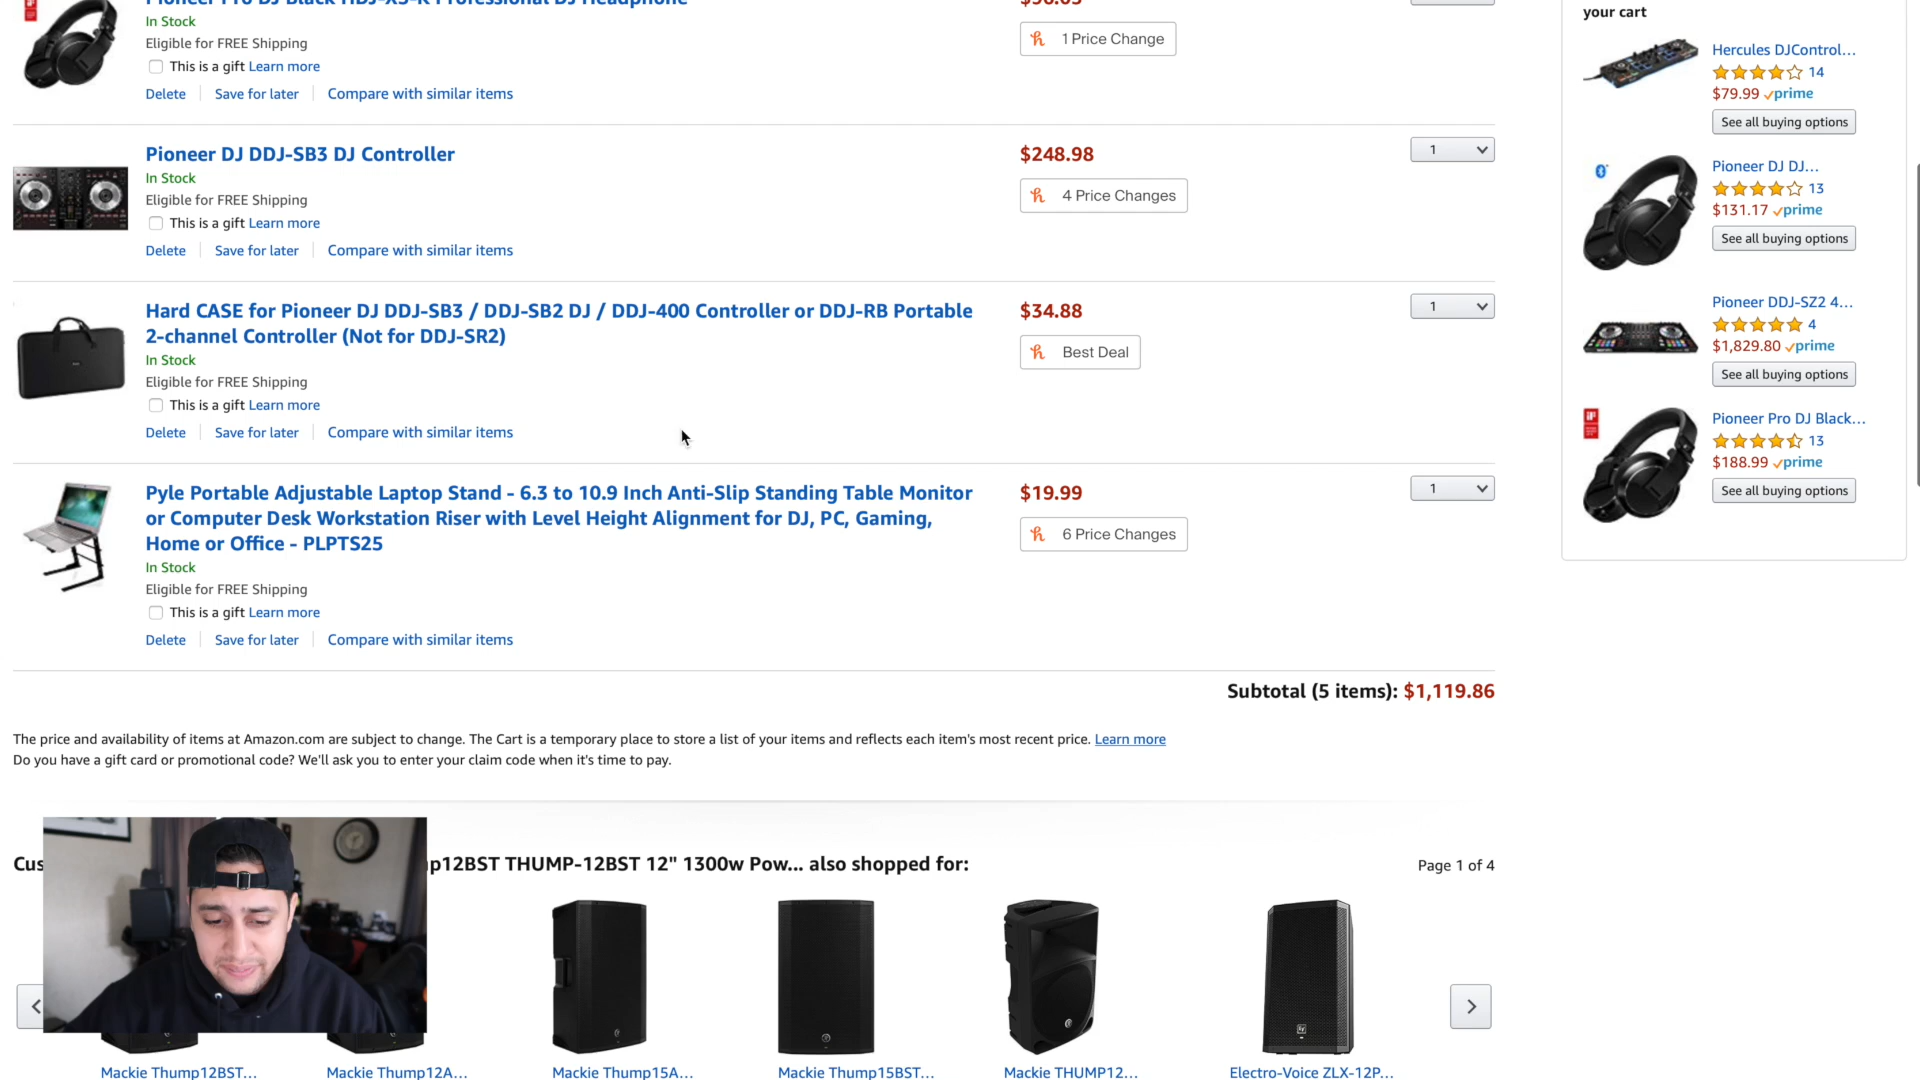 In Stock
Eligible for FREE Shipping
This is a gift Learn more
Delete Save for later Compare with similar items
1 Price Change
Pioneer DJ DDJ-SB3 DJ Controller
In Stock
Eligible for FREE Shipping
This is a gift Learn more
Delete Save for later Compare with similar items
$248.98
4 Price Changes
1
Hard CASE for Pioneer DJ DDJ-SB3 / DDJ-SB2 DJ / DDJ-400 Controller or DDJ-RB Portable
2-channel Controller (Not for DDJ-SR2)
In Stock
Eligible for FREE Shipping
This is a gift Learn more
Delete Save for later Compare with similar items
$34.88
Best Deal
1
Pyle Portable Adjustable Laptop Stand - 6.3 to 10.9 Inch Anti-Slip Standing Table Monitor
or Computer Desk Workstation Riser with Level Height Alignment for DJ, PC, Gaming,
Home or Office - PLPTS25
In Stock
Eligible for FREE Shipping
This is a gift Learn more
Delete Save for later Compare with similar items
$19.99
6 Price Changes
1
Subtotal (5 items): $1,119.86
The price and availability of items at Amazon.com are subject to change. The Cart is a temporary place to store a list of your items and reflects each item's most recent price. Learn more
Do you have a gift card or promotional code? We'll ask you to enter your claim code when it's time to pay.
Cus
p12BST THUMP-12BST 12" 1300w Pow... also shopped for:
Page 1 of 4
Mackie Thump12BST...
Mackie Thump12A...
Mackie Thump15A...
Mackie Thump15BST...
Mackie THUMP12...
Electro-Voice ZLX-12P...
your cart
Hercules DJControl...
14
$79.99 prime
See all buying options
Pioneer DJ DJ...
13
$131.17 prime
See all buying options
Pioneer DDJ-SZ2 4...
4
$1,829.80 prime
See all buying options
Pioneer Pro DJ Black...
13
$188.99 prime
See all buying options